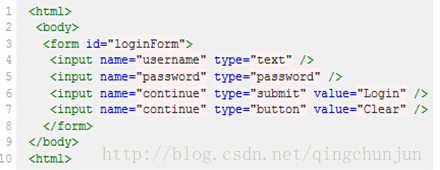 1 <html>
2 <body>
3 <form id="loginForm">
4 <input name="username" type="text" />
5 <input name="password" type="password" />
6 <input name="continue" type="submit" value="Login" />
7 <input name="continue" type="button" value="Clear" />
8 </form>
9 </body>
10 <html>
http://blog.csdn.net/qingchunjun